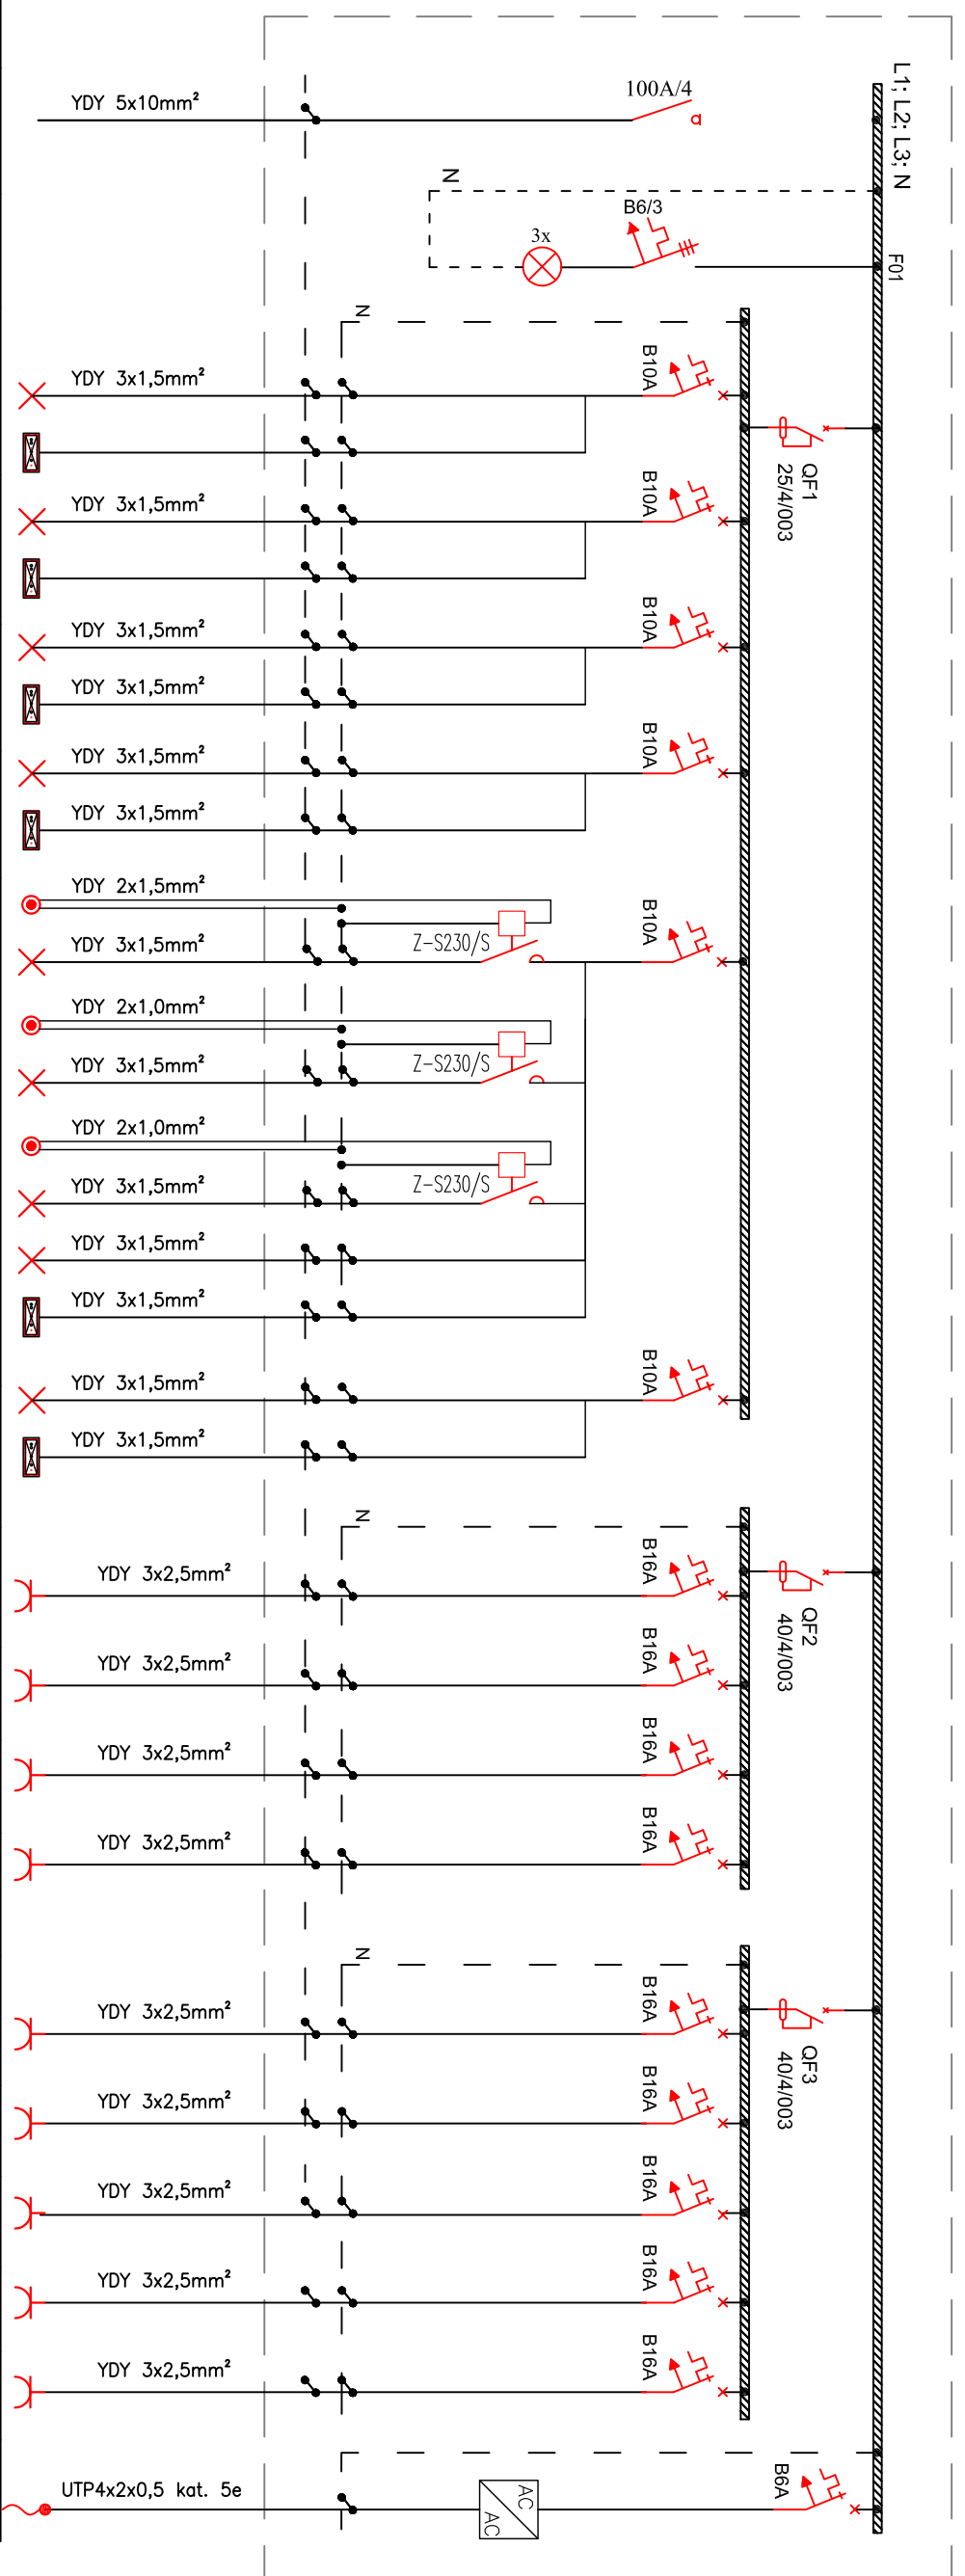 L1; L2; L3; N
YDY 5x10mm²
100A/4
N
B6/3
3x
F01
N
YDY 3x1,5mm²
B10A
QF1
25/4/003
YDY 3x1,5mm²
B10A
YDY 3x1,5mm²
B10A
YDY 3x1,5mm²
YDY 3x1,5mm²
B10A
YDY 3x1,5mm²
YDY 2x1,5mm²
B10A
Z-S230/S
YDY 3x1,5mm²
YDY 2x1,0mm²
Z-S230/S
YDY 3x1,5mm²
YDY 2x1,0mm²
Z-S230/S
YDY 3x1,5mm²
YDY 3x1,5mm²
YDY 3x1,5mm²
B10A
YDY 3x1,5mm²
YDY 3x1,5mm²
N
YDY 3x2,5mm²
B16A
QF2
40/4/003
YDY 3x2,5mm²
B16A
YDY 3x2,5mm²
B16A
YDY 3x2,5mm²
B16A
N
YDY 3x2,5mm²
B16A
QF3
40/4/003
YDY 3x2,5mm²
B16A
YDY 3x2,5mm²
B16A
YDY 3x2,5mm²
B16A
YDY 3x2,5mm²
B16A
UTP4x2x0,5 kat. 5e
AC
AC
B6A